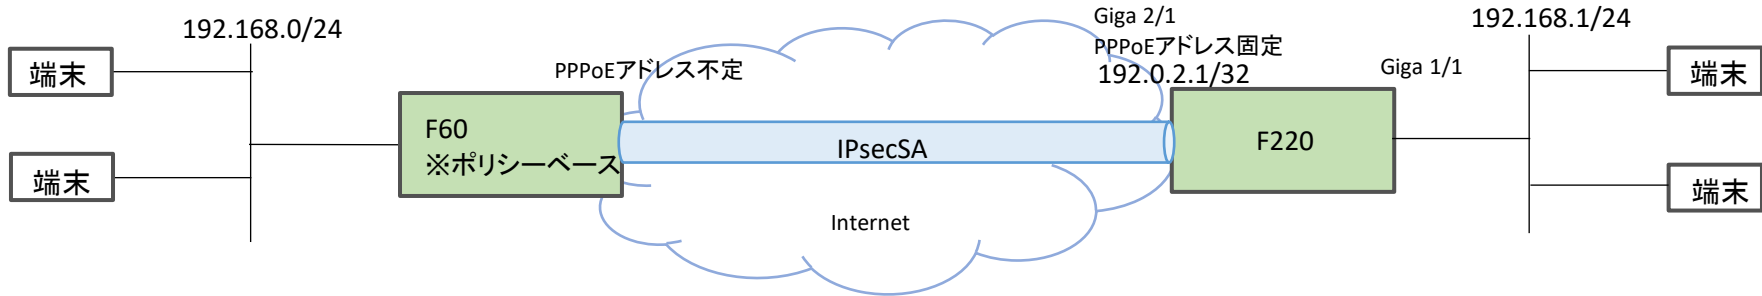 192.168.0/24
端末
端末
PPPoEアドレス不定
F60
※ポリシーベース
IPsecSA
Internet
Giga 2/1
PPPoEアドレス固定
192.0.2.1/32
F220
Giga 1/1
192.168.1/24
端末
端末